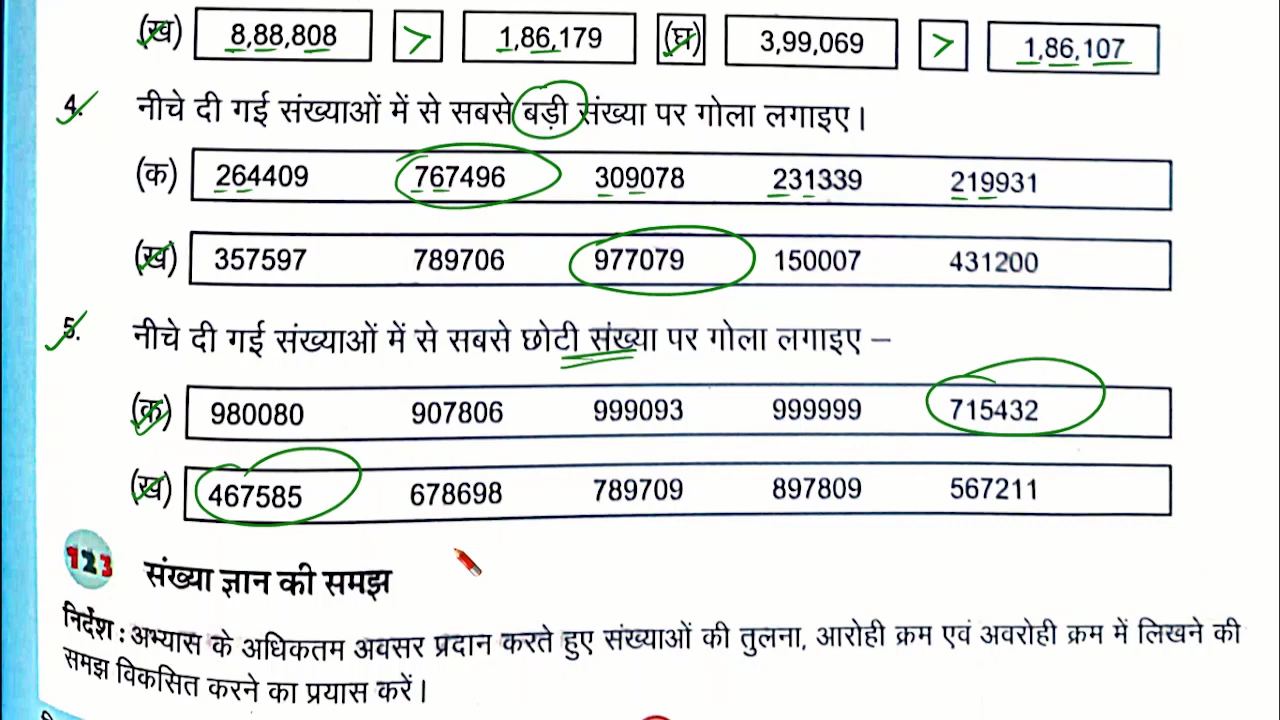 (ख) 8,88,808 > 1,86,179 (घ) 3,99,069 > 1,86,107
4. नीचे दी गई संख्याओं में से सबसे बड़ी संख्या पर गोला लगाइए।
(क) 264409 767496 309078 231339 219931
(ख) 357597 789706 977079 150007 431200
5. नीचे दी गई संख्याओं में से सबसे छोटी संख्या पर गोला लगाइए –
(क) 980080 907806 999093 999999 715432
(ख) 467585 678698 789709 897809 567211
123 संख्या ज्ञान की समझ
निर्देश : अभ्यास के अधिकतम अवसर प्रदान करते हुए संख्याओं की तुलना, आरोही क्रम एवं अवरोही क्रम में लिखने की
समझ विकसित करने का प्रयास करें।